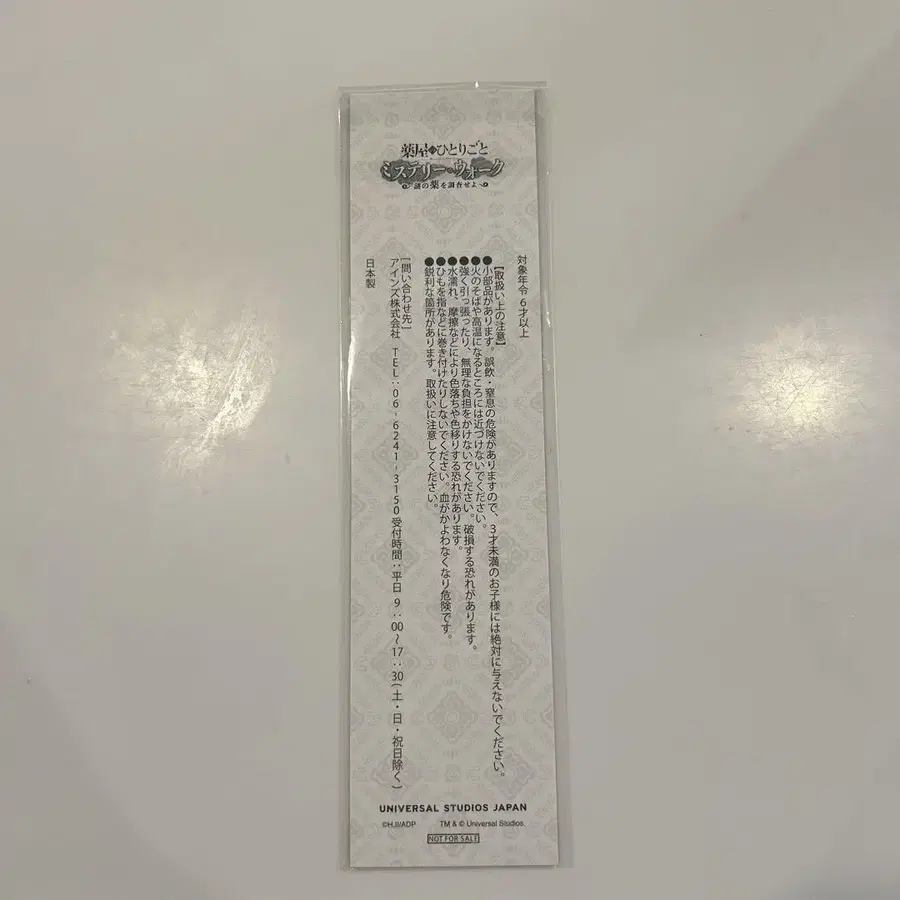 薬屋のひとりごと
ミステリー・ウォーク
～謎の薬を調査せよ～
対象年令 6才以上
【取扱い上の注意】
●小部品があります。誤飲・窒息の危険がありますので、3才未満のお子様には絶対に与えないでください。
●火のそばや高温になるところには近づけないでください。
●強く引っ張ったり、無理な負担をかけないでください。破損する恐れがあります。
●水濡れ、摩擦などにより色落ちや色移りする恐れがあります。
●ひもを指などに巻き付けたりしないでください。血がかよわなくなり危険です。
●鋭利な箇所があります。取扱いに注意してください。
[問い合わせ先]
アインズ株式会社 TEL:06-6241-3150 受付時間:平日 9:00~17:30(土・日・祝日除く)
日本製
UNIVERSAL STUDIOS JAPAN
©HJI/ADP TM & © Universal Studios.
NOT FOR SALE